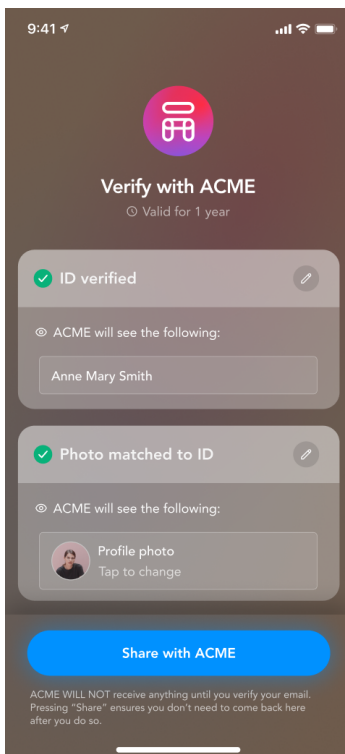 9:41
Verify with ACME
Valid for 1 year
ID verified
ACME will see the following:
Anne Mary Smith
Photo matched to ID
ACME will see the following:
Profile photo
Tap to change
Share with ACME
ACME WILL NOT receive anything until you verify your email.
Pressing “Share” ensures you don’t need to come back here
after you do so.